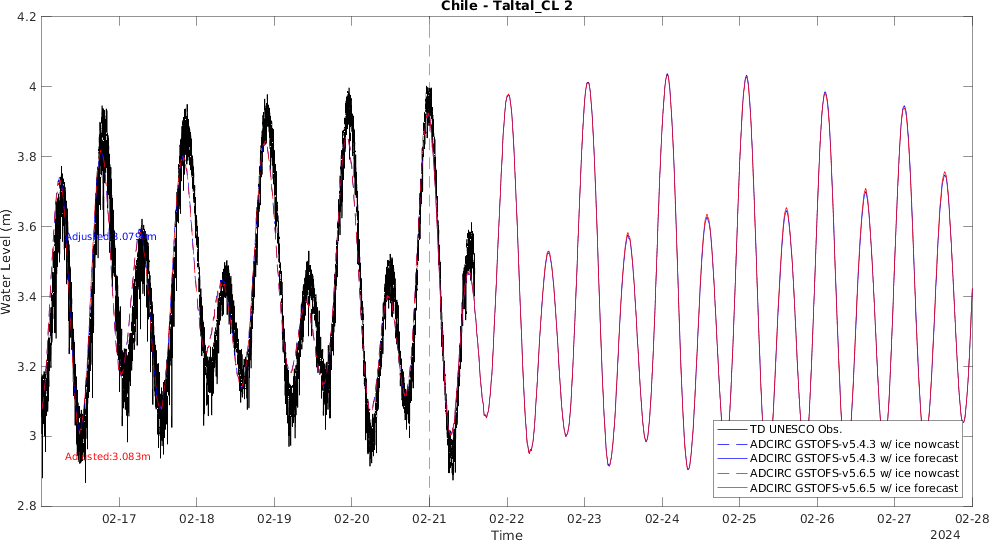 Chile - Taltal_CL 2
4.2
4
3.8
3.6
3.4
3.2
3
2.8
Water Level (m)
Adjusted:3.079m
Adjusted:3.083m
TD UNESCO Obs.
ADCIRC GSTOFS-v5.4.3 w/ ice nowcast
ADCIRC GSTOFS-v5.4.3 w/ ice forecast
ADCIRC GSTOFS-v5.6.5 w/ ice nowcast
ADCIRC GSTOFS-v5.6.5 w/ ice forecast
02-17 02-18 02-19 02-20 02-21 02-22 02-23 02-24 02-25 02-26 02-27 02-28
Time
2024